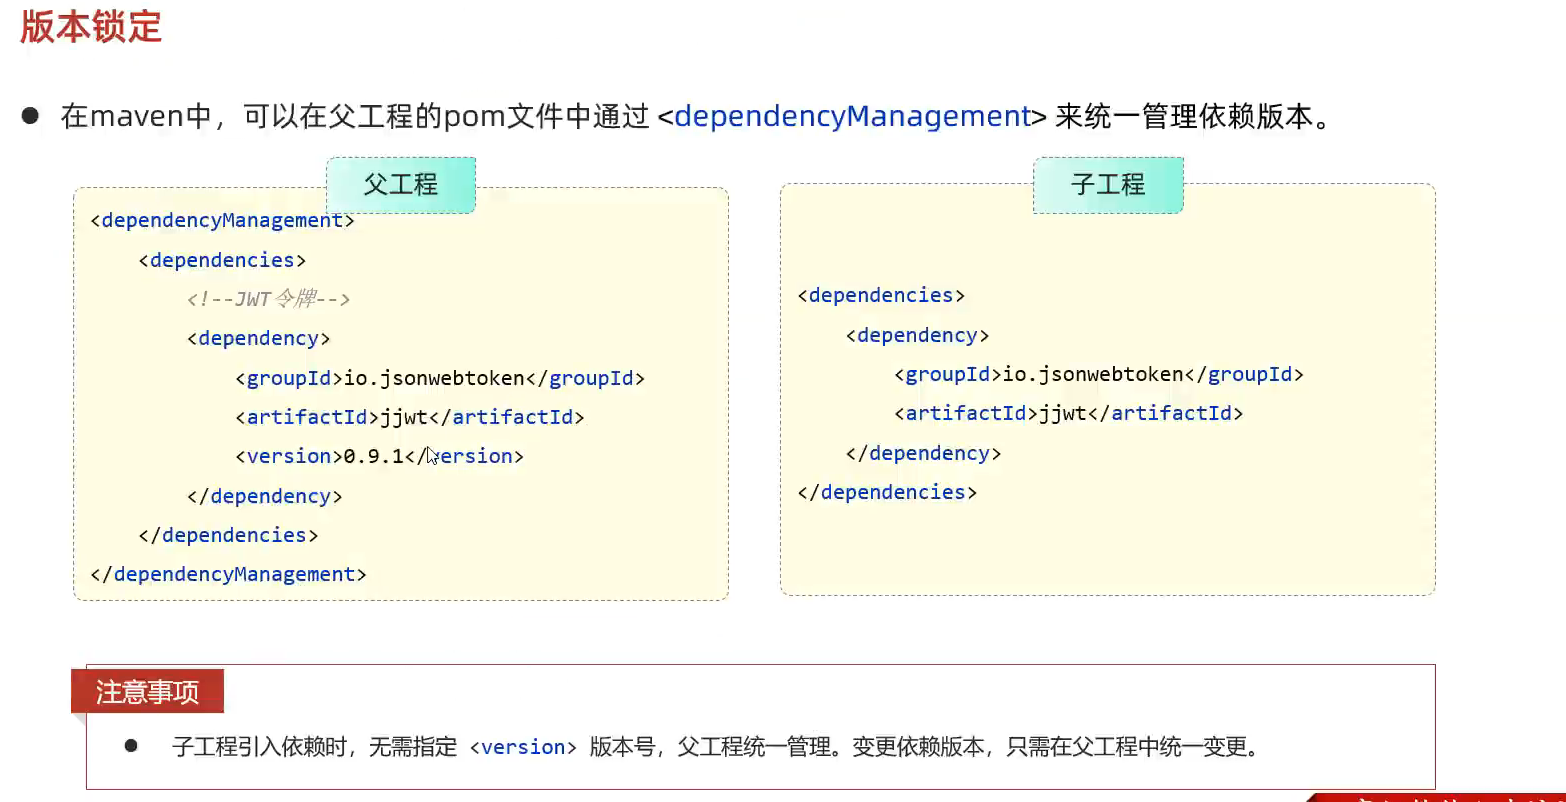 版本锁定
● 在maven中，可以在父工程的pom文件中通过 <dependencyManagement> 来统一管理依赖版本。
父工程
<dependencyManagement>
<dependencies>
<!--JWT令牌-->
<dependency>
<groupId>io.jsonwebtoken</groupId>
<artifactId>jjwt</artifactId>
<version>0.9.1</version>
</dependency>
</dependencies>
</dependencyManagement>
子工程
<dependencies>
<dependency>
<groupId>io.jsonwebtoken</groupId>
<artifactId>jjwt</artifactId>
</dependency>
</dependencies>
注意事项
● 子工程引入依赖时，无需指定 <version> 版本号，父工程统一管理。变更依赖版本，只需在父工程中统一变更。